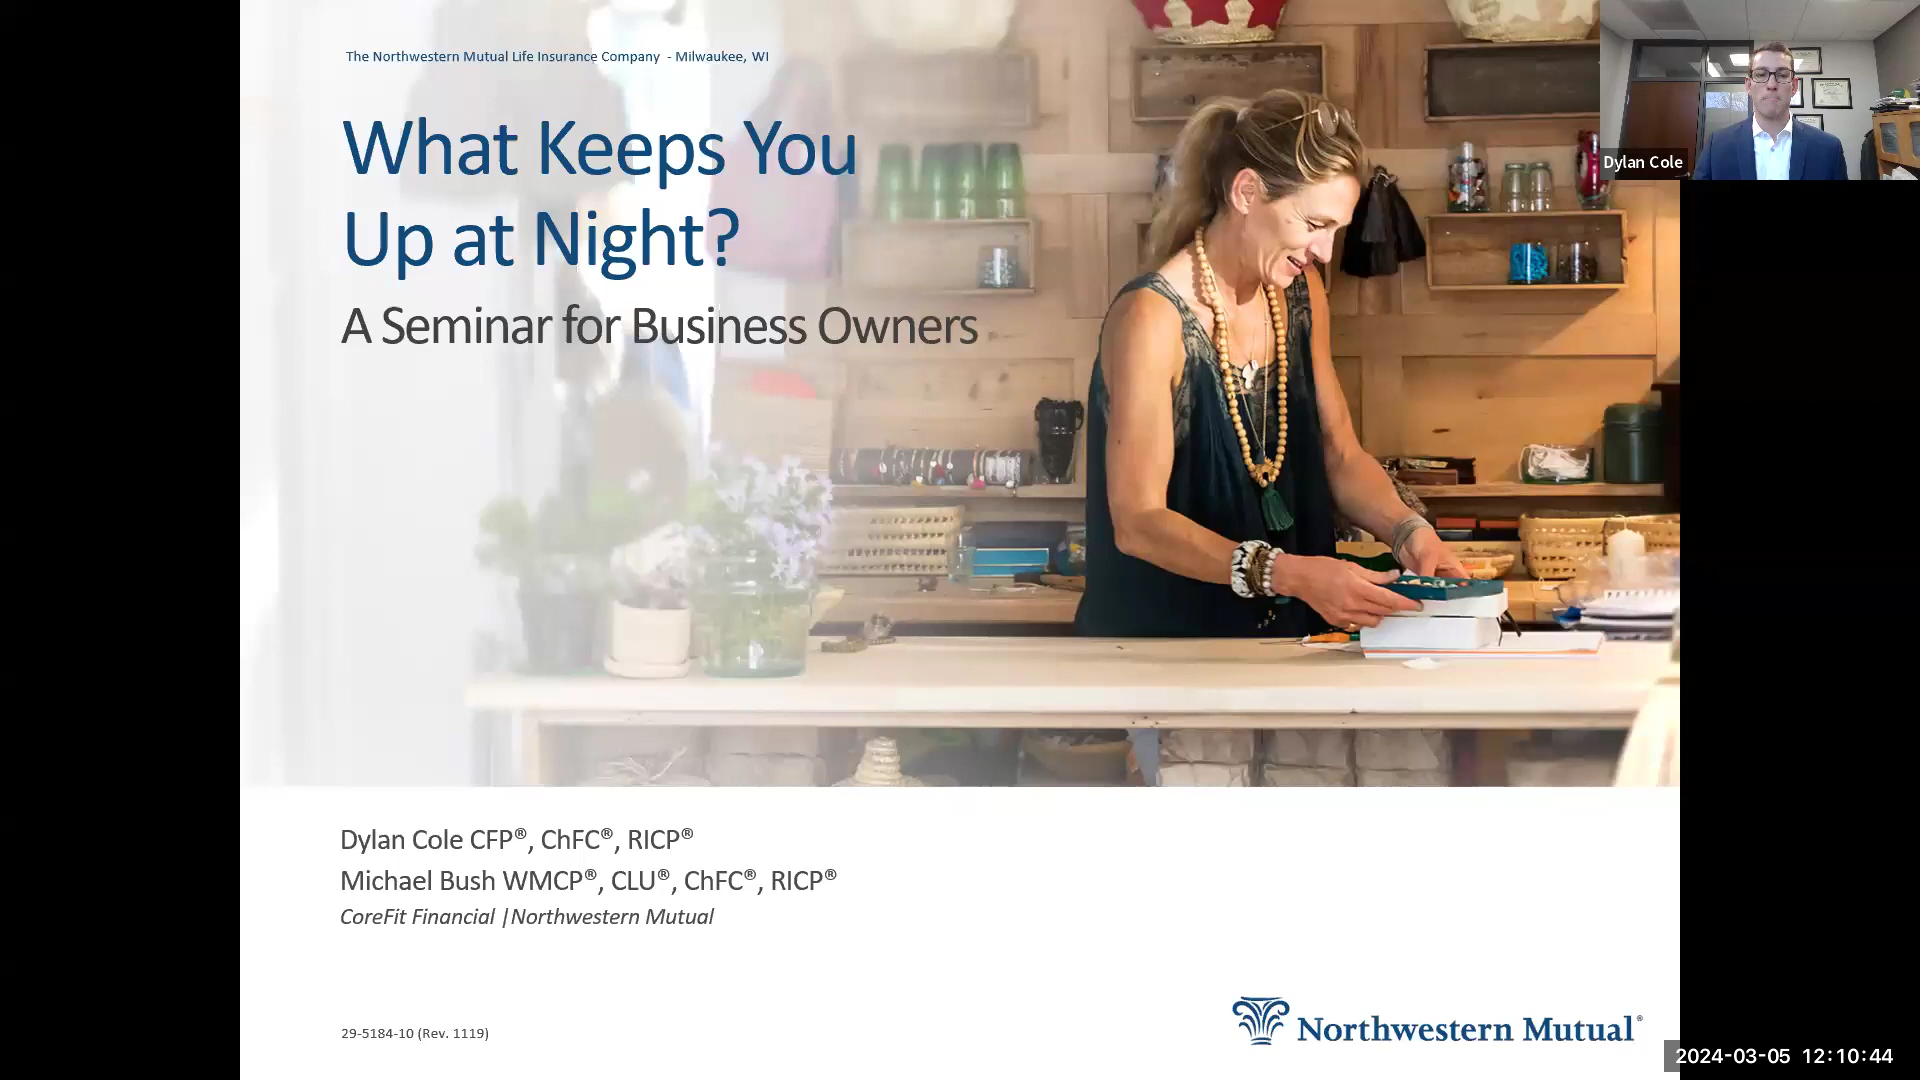 The Northwestern Mutual Life Insurance Company - Milwaukee, WI
What Keeps You
Up at Night?
A Seminar for Business Owners
Dylan Cole
Dylan Cole CFP®, ChFC®, RICP®
Michael Bush WMCP®, CLU®, ChFC®, RICP®
CoreFit Financial |Northwestern Mutual
29-5184-10 (Rev. 1119)
Northwestern Mutual®
2024-03-05 12:10:44